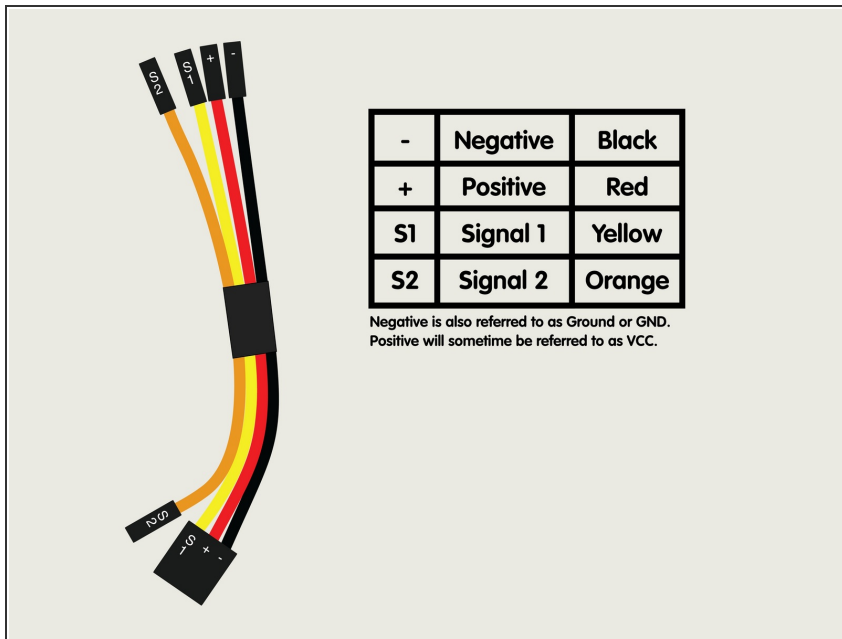 S2
S1
+
-
- Negative Black
+ Positive Red
S1 Signal 1 Yellow
S2 Signal 2 Orange
Negative is also referred to as Ground or GND.
Positive will sometime be referred to as VCC.
S2
S1 + -